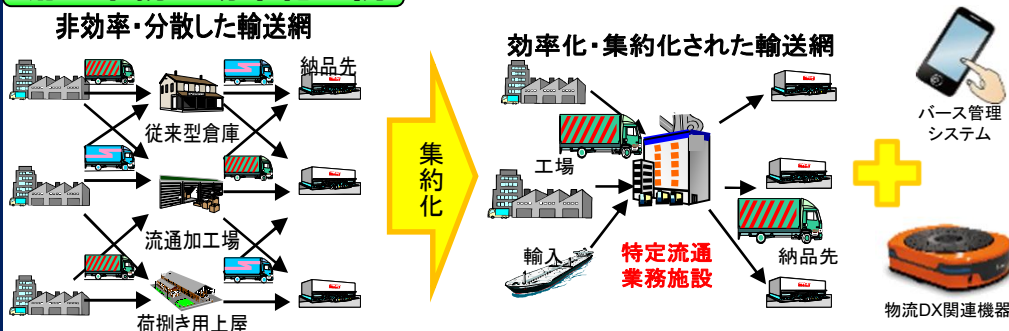 非効率・分散した輸送網
納品先
従来型倉庫
流通加工場
荷捌き用上屋
集約化
効率化・集約化された輸送網
工場
輸入
特定流通
業務施設
納品先
バース管理
システム
物流DX関連機器